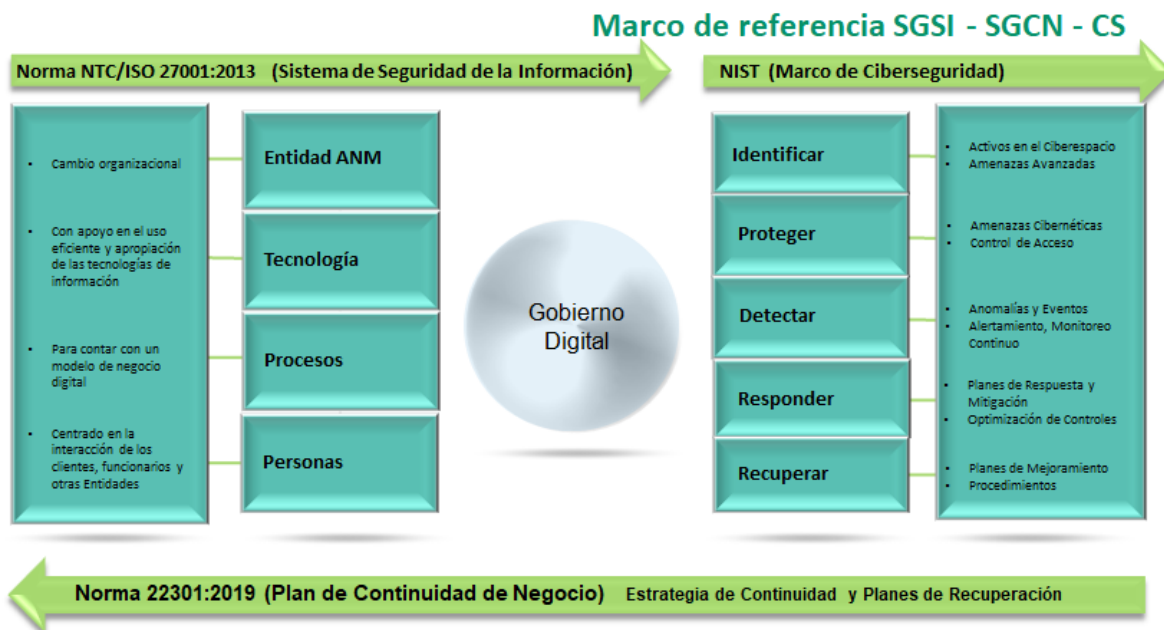 Marco de referencia SGSI - SGCN - CS
Norma NTC/ISO 27001:2013 (Sistema de Seguridad de la Información)
NIST (Marco de Ciberseguridad)
• Cambio organizacional
• Con apoyo en el uso
eficiente y apropiación
de las tecnologías de
información
• Para contar con un
modelo de negocio
digital
• Centrado en la
interacción de los
clientes, funcionarios y
otras Entidades
Entidad ANM
Tecnología
Procesos
Personas
Gobierno
Digital
Identificar
Proteger
Detectar
Responder
Recuperar
• Activos en el Ciberespacio
• Amenazas Avanzadas
• Amenazas Cibernéticas
• Control de Acceso
• Anomalías y Eventos
• Alertamiento, Monitoreo
Continuo
• Planes de Respuesta y
Mitigación
• Optimización de Controles
• Planes de Mejoramiento
• Procedimientos
Norma 22301:2019 (Plan de Continuidad de Negocio) Estrategia de Continuidad y Planes de Recuperación